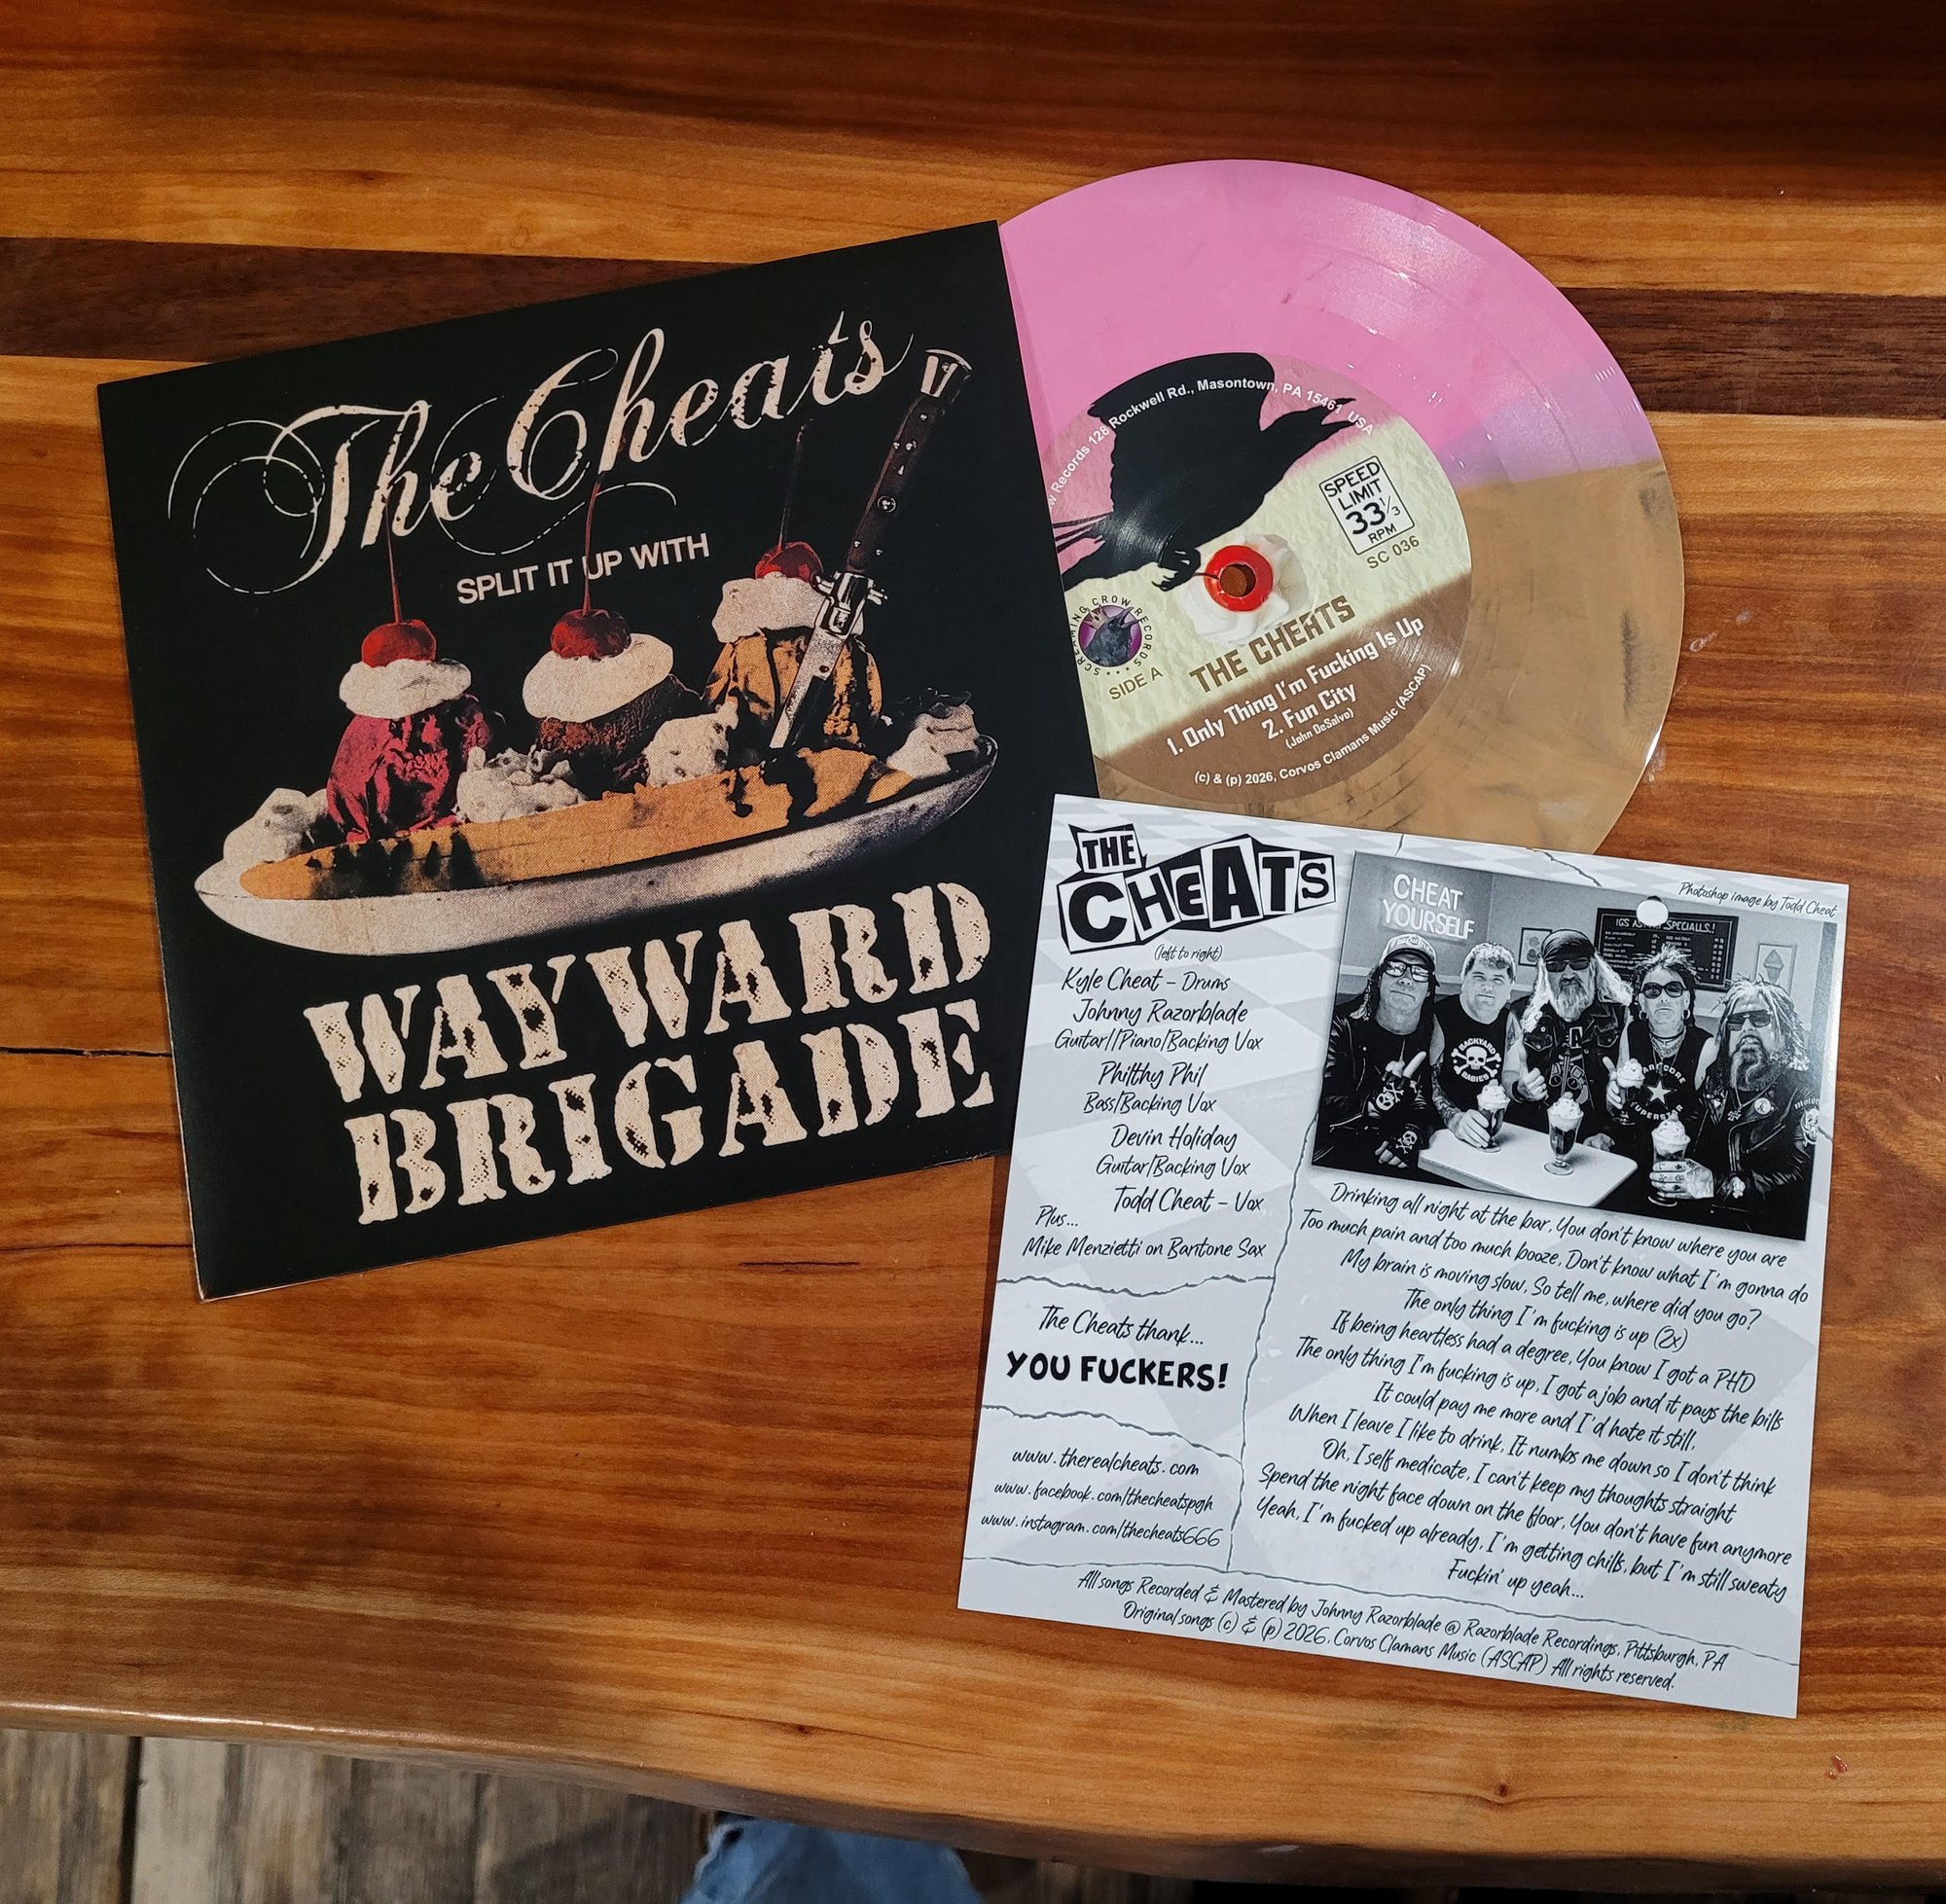 The Cheats
SPLIT IT UP WITH
WAYWARD
BRIGADE
Records 128 Rockwell Rd., Masontown, PA 15461 USA
SPEED
LIMIT
33 1/3
RPM
SC 036
SCREAMING CROW RECORDS
SIDE A
THE CHEATS
1. Only Thing I'm Fucking Is Up
2. Fun City
(John DeSalvo)
(c) & (p) 2026, Corvos Clamans Music (ASCAP)
THE
CHEATS
(left to right)
Kyle Cheat – Drums
Johnny Razorblade
Guitar//Piano/Backing Vox
Philthy Phil
Bass/Backing Vox
Devin Holiday
Guitar/Backing Vox
Todd Cheat – Vox
Plus...
Mike Menzietti on Baritone Sax
The Cheats thank...
YOU FUCKERS!
www.therealcheats.com
www.facebook.com/thecheatspgh
www.instagram.com/thecheats666
Photoshop image by Todd Cheat
CHEAT
YOURSELF
SPECIALS!
BACKYARD
BABIES
SUPERSTAR
Drinking all night at the bar, You don't know where you are
Too much pain and too much booze, Don't know what I'm gonna do
My brain is moving slow, So tell me, where did you go?
The only thing I'm fucking is up (2x)
If being heartless had a degree, You know I got a PHD
The only thing I'm fucking is up, I got a job and it pays the bills
It could pay me more and I'd hate it still,
When I leave I like to drink, It numbs me down so I don't think
Oh, I self medicate, I can't keep my thoughts straight
Spend the night face down on the floor, You don't have fun anymore
Yeah, I'm fucked up already, I'm getting chills, but I'm still sweaty
Fuckin' up yeah...
All songs Recorded & Mastered by Johnny Razorblade @ Razorblade Recordings, Pittsburgh, PA
Original songs (c) & (p) 2026, Corvos Clamans Music (ASCAP) All rights reserved.